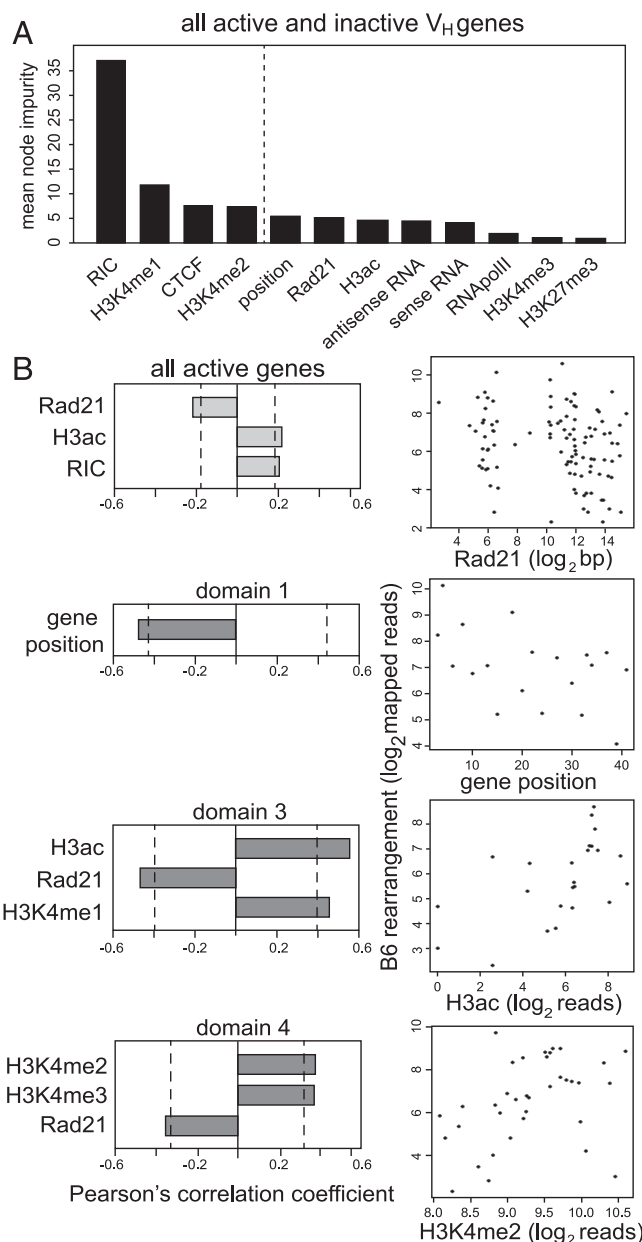 A
all active and inactive VH genes
mean node impurity
0 5 10 15 20 25 30 35
RIC
H3K4me1
CTCF
H3K4me2
position
Rad21
H3ac
antisense RNA
sense RNA
RNApolII
H3K4me3
H3K27me3
B
all active genes
Rad21
H3ac
RIC
-0.6 -0.2 0.2 0.6
2 3 4 5 6 7 8 9 10
4 6 8 10 12 14
Rad21 (log2 bp)
domain 1
gene
position
-0.6 -0.2 0.2 0.6
4 5 6 7 8 9 10
10 20 30 40
gene position
B6 rearrangement (log2 mapped reads)
domain 3
H3ac
Rad21
H3K4me1
-0.6 -0.2 0.2 0.6
3 4 5 6 7 8
0 2 4 6 8
H3ac (log2 reads)
domain 4
H3K4me2
H3K4me3
Rad21
-0.6 -0.2 0.2 0.6
Pearson's correlation coefficient
4 6 8 10
8.0 8.5 9.0 9.5 10.0 10.5
H3K4me2 (log2 reads)